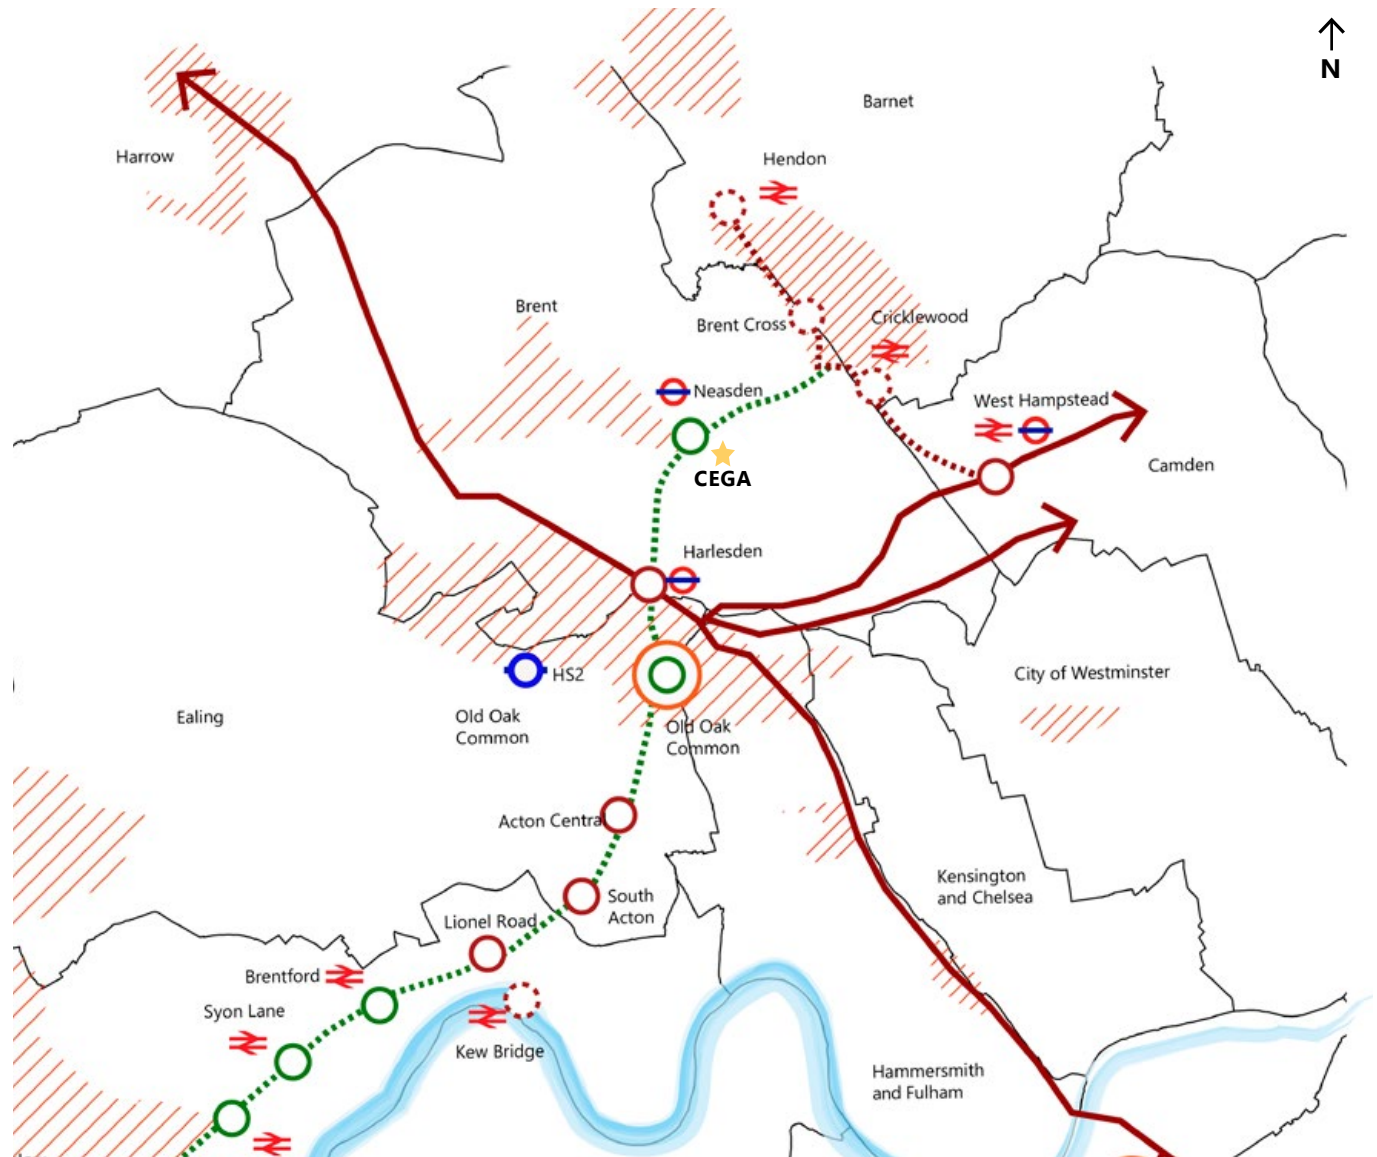 N
Barnet
Harrow
Hendon
Brent
Brent Cross
Cricklewood
Neasden
West Hampstead
CEGA
Camden
Harlesden
HS2
City of Westminster
Ealing
Old Oak
Common
Old Oak
Common
Acton Central
Kensington
and Chelsea
South
Acton
Lionel Road
Brentford
Syon Lane
Kew Bridge
Hammersmith
and Fulham